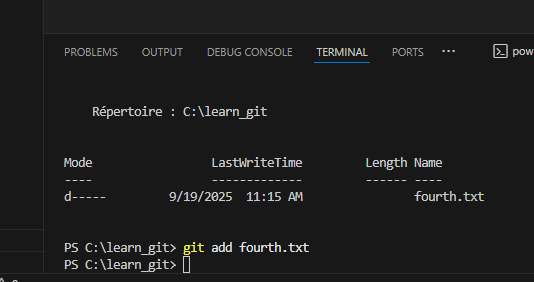 PROBLEMS OUTPUT DEBUG CONSOLE TERMINAL PORTS ··· pow
Répertoire : C:\learn_git
Mode LastWriteTime Length Name
---- ------------- ------ ----
d----- 9/19/2025 11:15 AM fourth.txt
PS C:\learn_git> git add fourth.txt
PS C:\learn_git>